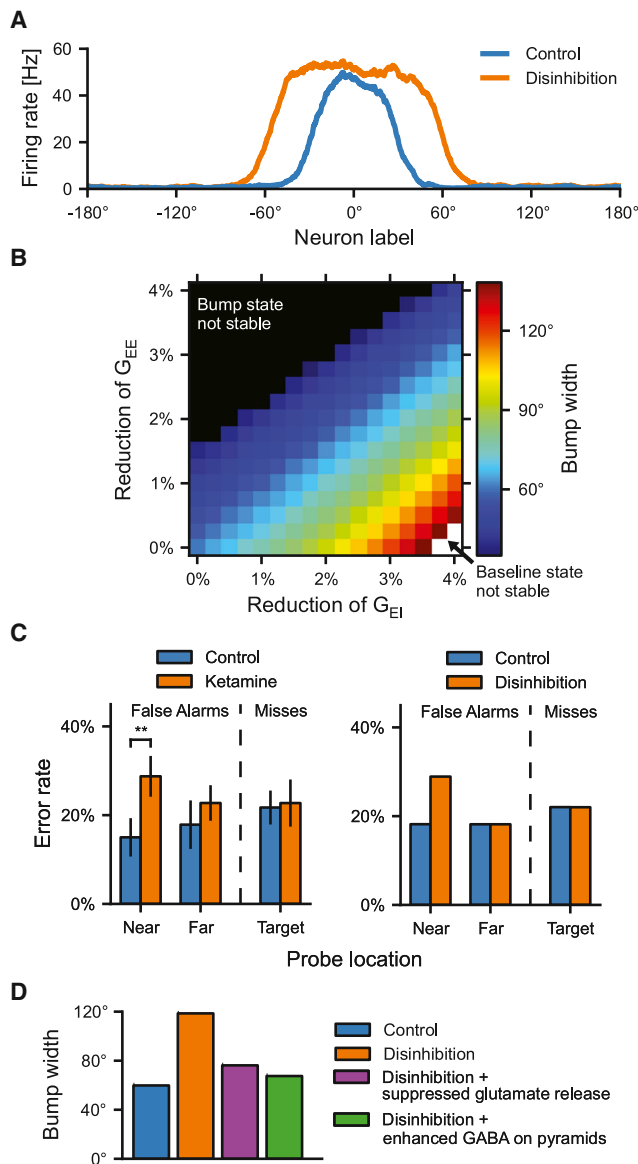 A
Firing rate [Hz]
60
40
20
0
Control
Disinhibition
-180° -120° -60° 0° 60° 120° 180°
Neuron label
B
Reduction of G_EE
4%
3%
2%
1%
0%
Bump state
not stable
120°
90°
60°
Bump width
0% 1% 2% 3% 4%
Reduction of G_EI
Baseline state
not stable
C
Control
Ketamine
False Alarms Misses
Error rate
40%
20%
0%
**
Near Far Target
Control
Disinhibition
False Alarms Misses
40%
20%
0%
Near Far Target
Probe location
D
Bump width
120°
80°
40°
0°
Control
Disinhibition
Disinhibition +
suppressed glutamate release
Disinhibition +
enhanced GABA on pyramids